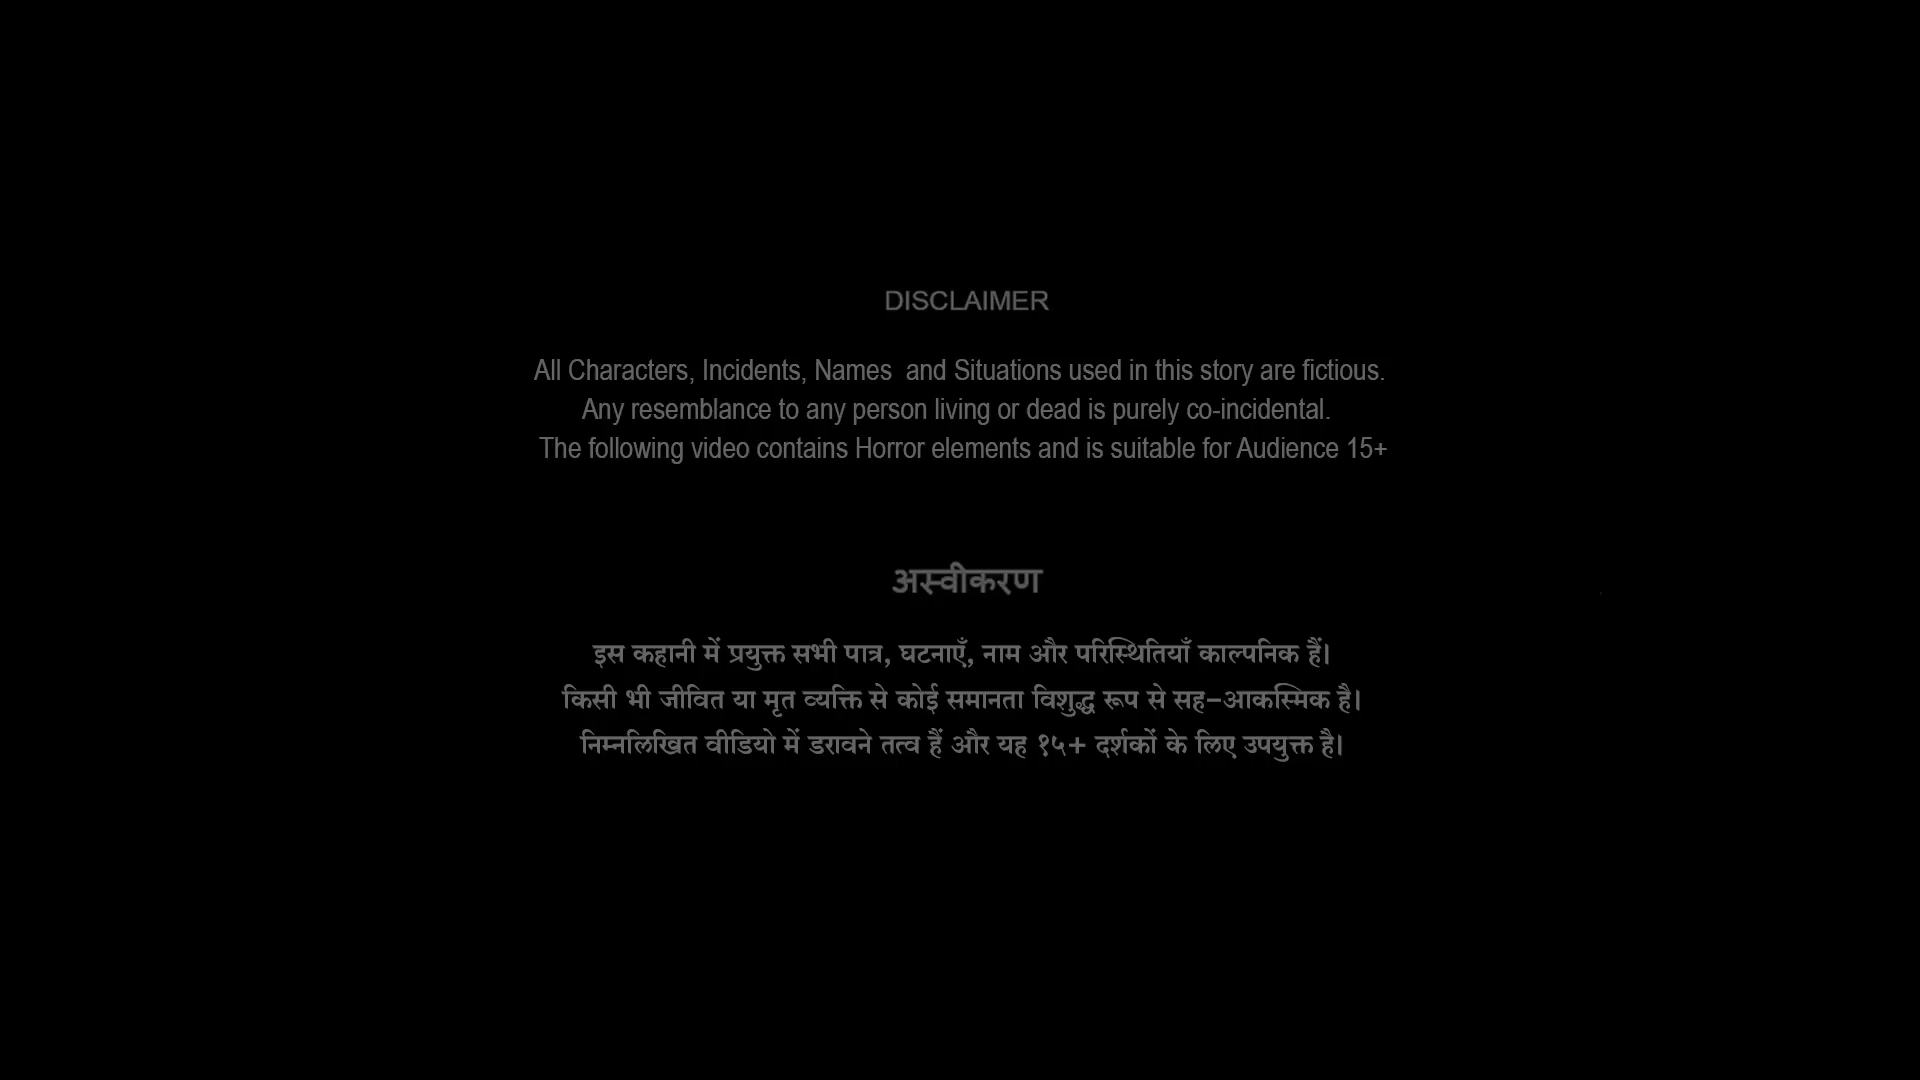 DISCLAIMER
All Characters, Incidents, Names  and Situations used in this story are fictious.
Any resemblance to any person living or dead is purely co-incidental.
The following video contains Horror elements and is suitable for Audience 15+
अस्वीकरण
इस कहानी में प्रयुक्त सभी पात्र, घटनाएँ, नाम और परिस्थितियाँ काल्पनिक हैं।
किसी भी जीवित या मृत व्यक्ति से कोई समानता विशुद्ध रूप से सह-आकस्मिक है।
निम्नलिखित वीडियो में डरावने तत्व हैं और यह १५+ दर्शकों के लिए उपयुक्त है।